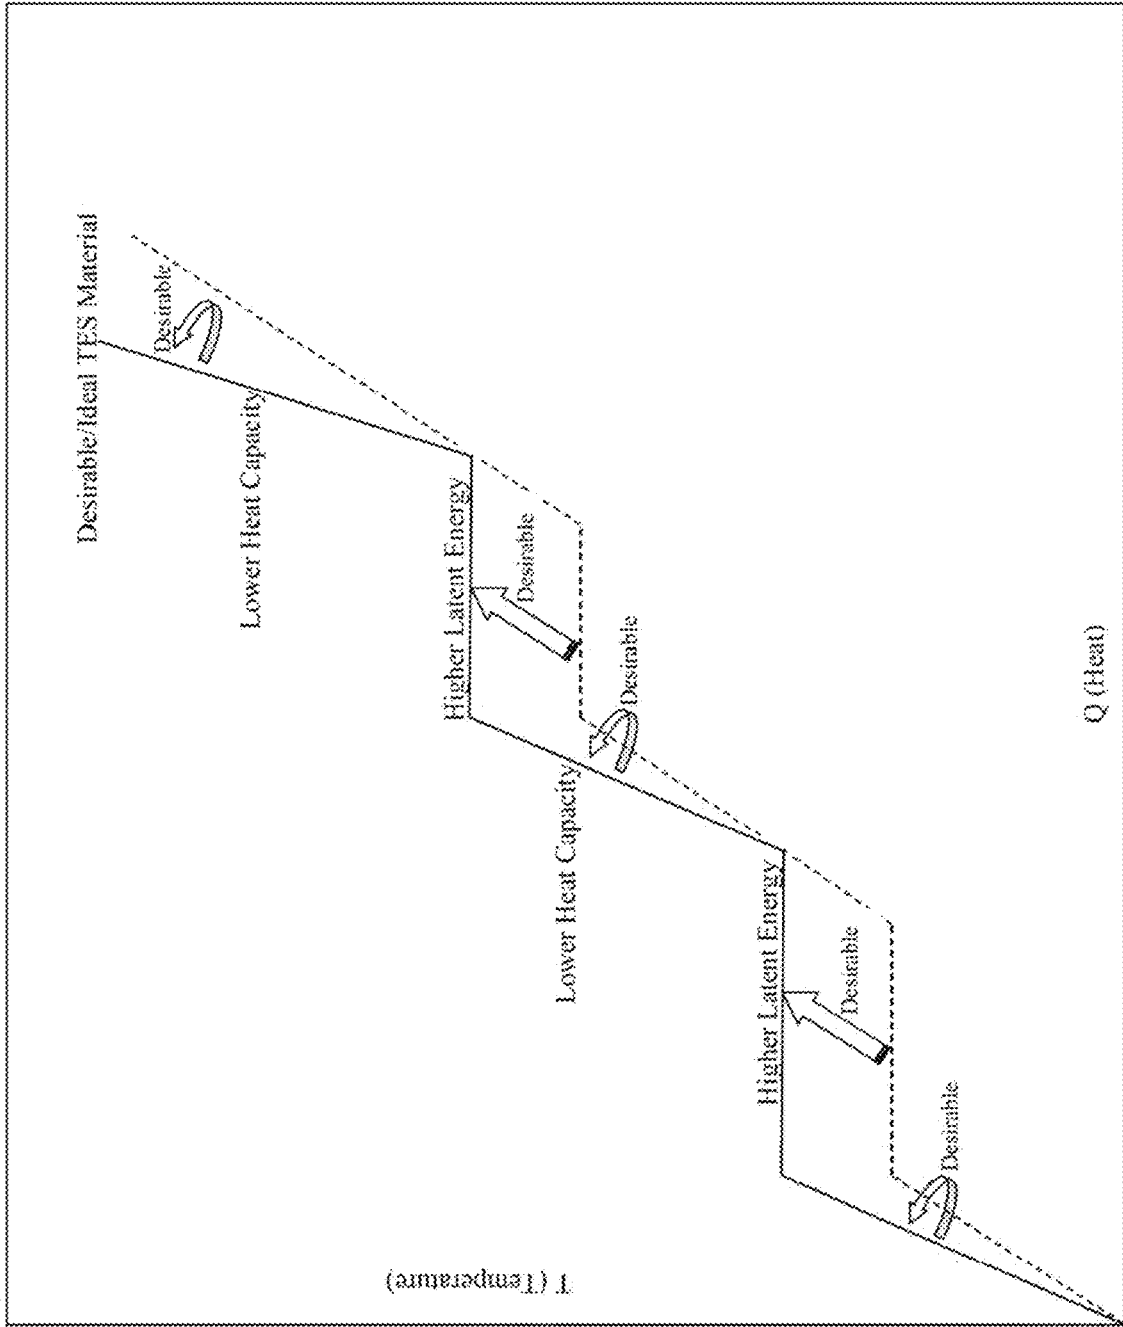 Desirable/Ideal TES Material
Desirable
Lower Heat Capacity
Higher Latent Energy
Desirable
Desirable
Lower Heat Capacity
Higher Latent Energy
Desirable
Desirable
T (Temperature)
Q (Heat)